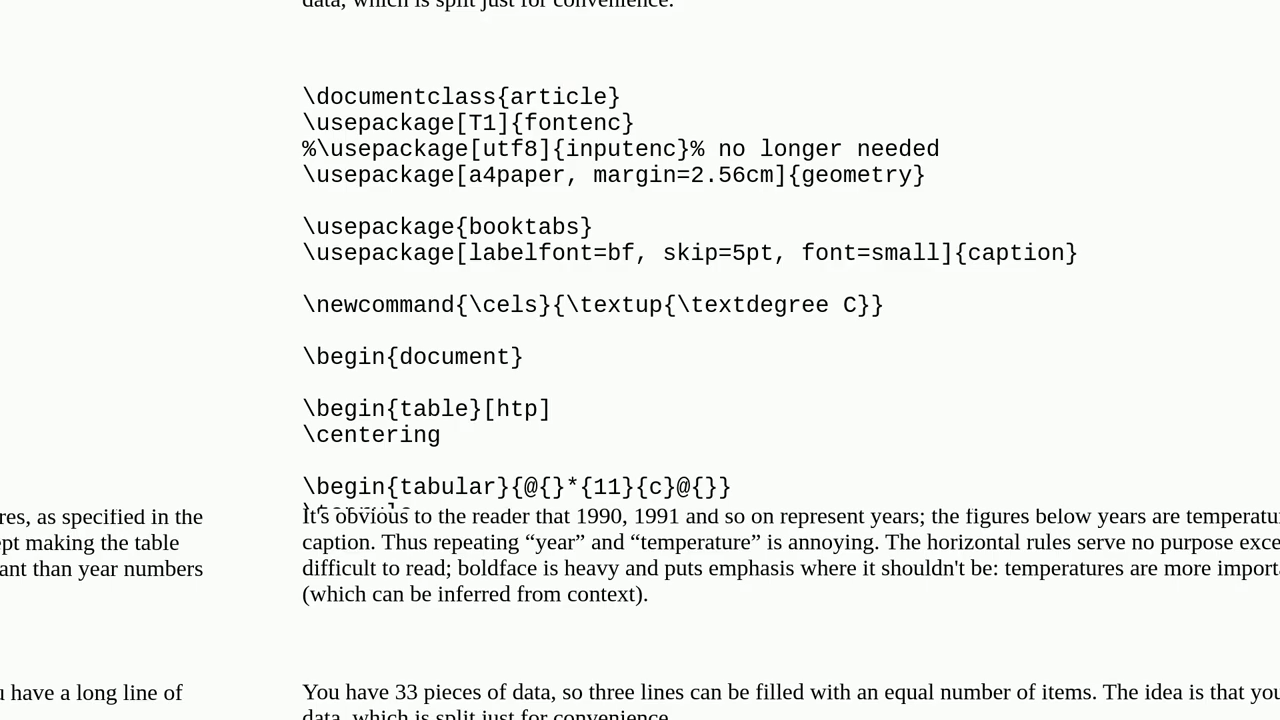 data, which is split just for convenience.
\documentclass{article}
\usepackage[T1]{fontenc}
%\usepackage[utf8]{inputenc}% no longer needed
\usepackage[a4paper, margin=2.56cm]{geometry}
\usepackage{booktabs}
\usepackage[labelfont=bf, skip=5pt, font=small]{caption}
\newcommand{\cels}{\textup{\textdegree C}}
\begin{document}
\begin{table}[htp]
\centering
\begin{tabular}{@{}*{11}{c}@{}}
res, as specified in the
ept making the table
ant than year numbers
It's obvious to the reader that 1990, 1991 and so on represent years; the figures below years are temperatu
caption. Thus repeating “year” and “temperature” is annoying. The horizontal rules serve no purpose exce
difficult to read; boldface is heavy and puts emphasis where it shouldn't be: temperatures are more importa
(which can be inferred from context).
u have a long line of
You have 33 pieces of data, so three lines can be filled with an equal number of items. The idea is that you
data, which is split just for convenience.